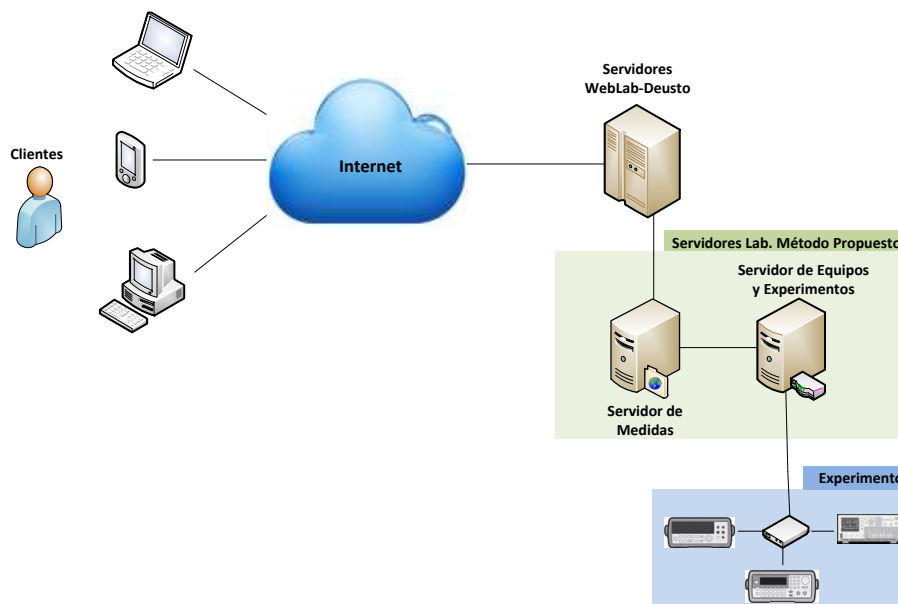 Servidores
WebLab-Deusto
Clientes
Internet
Servidores Lab. Método Propuesto
Servidor de Equipos
y Experimentos
Servidor de
Medidas
Experimento